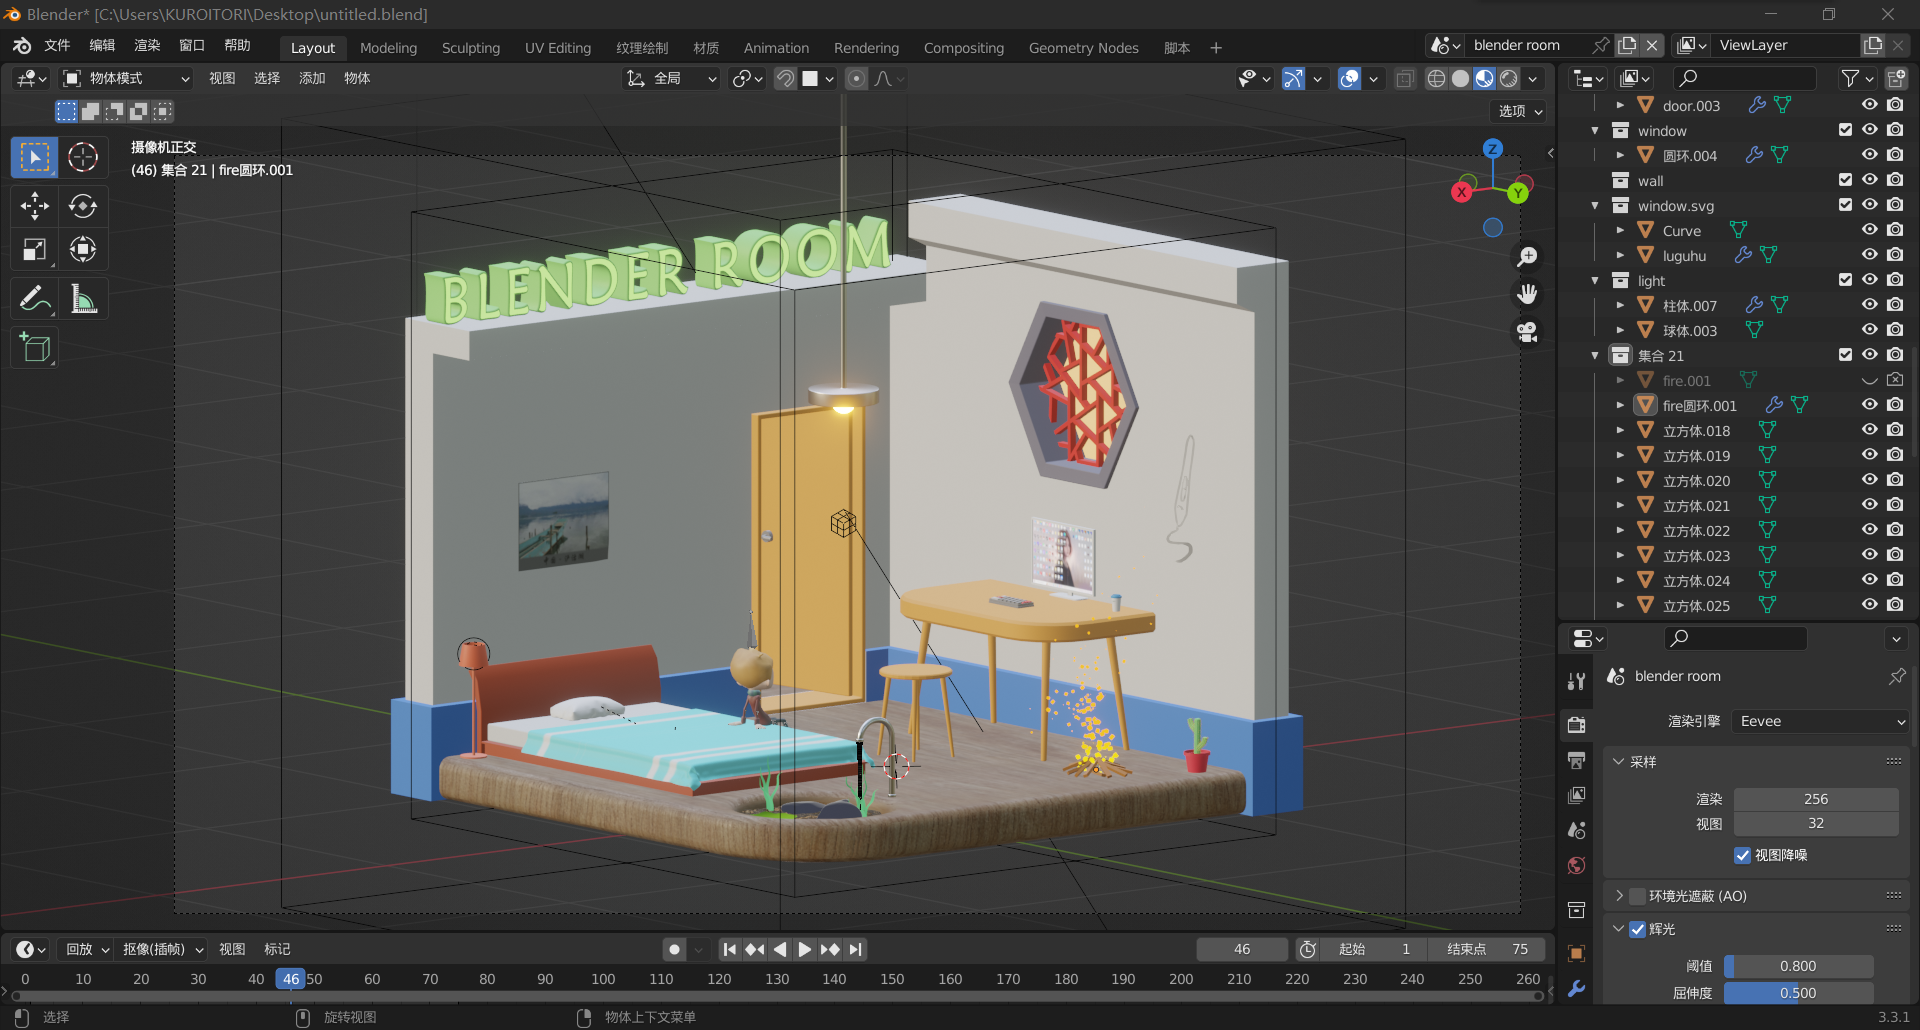 Blender* [C:\Users\KUROITORI\Desktop\untitled.blend]
文件 编辑 渲染 窗口 帮助 Layout Modeling Sculpting UV Editing 纹理绘制 材质 Animation Rendering Compositing Geometry Nodes 脚本 + blender room ViewLayer
物体模式 视图 选择 添加 物体 全局
选项
摄像机正交
(46) 集合 21 | fire圆环.001
Z
X
Y
BLENDER ROOM
door.003
window
圆环.004
wall
window.svg
Curve
luguhu
light
柱体.007
球体.003
集合 21
fire.001
fire圆环.001
立方体.018
立方体.019
立方体.020
立方体.021
立方体.022
立方体.023
立方体.024
立方体.025
blender room
渲染引擎 Eevee
采样
渲染 256
视图 32
视图降噪
环境光遮蔽 (AO)
辉光
阈值 0.800
屈伸度 0.500
回放 抠像(插帧) 视图 标记 46 起始 1 结束点 75
0 10 20 30 40 46 50 60 70 80 90 100 110 120 130 140 150 160 170 180 190 200 210 220 230 240 250 260
选择 旋转视图 物体上下文菜单 3.3.1